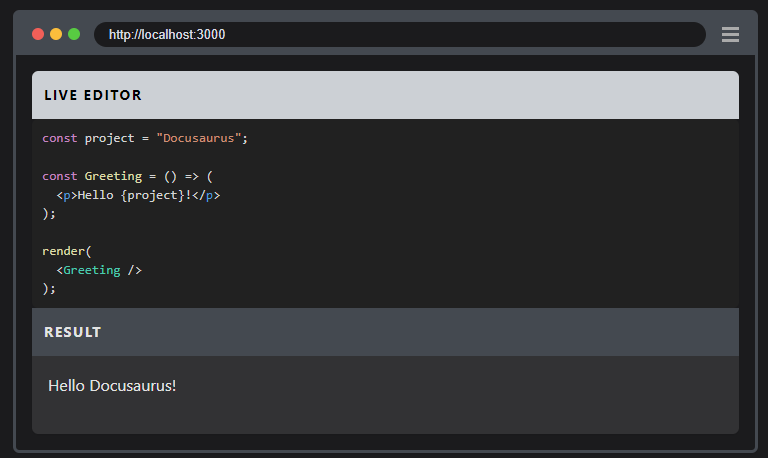 http://localhost:3000
LIVE EDITOR
const project = "Docusaurus";
const Greeting = () => (
  <p>Hello {project}!</p>
);
render(
  <Greeting />
);
RESULT
Hello Docusaurus!